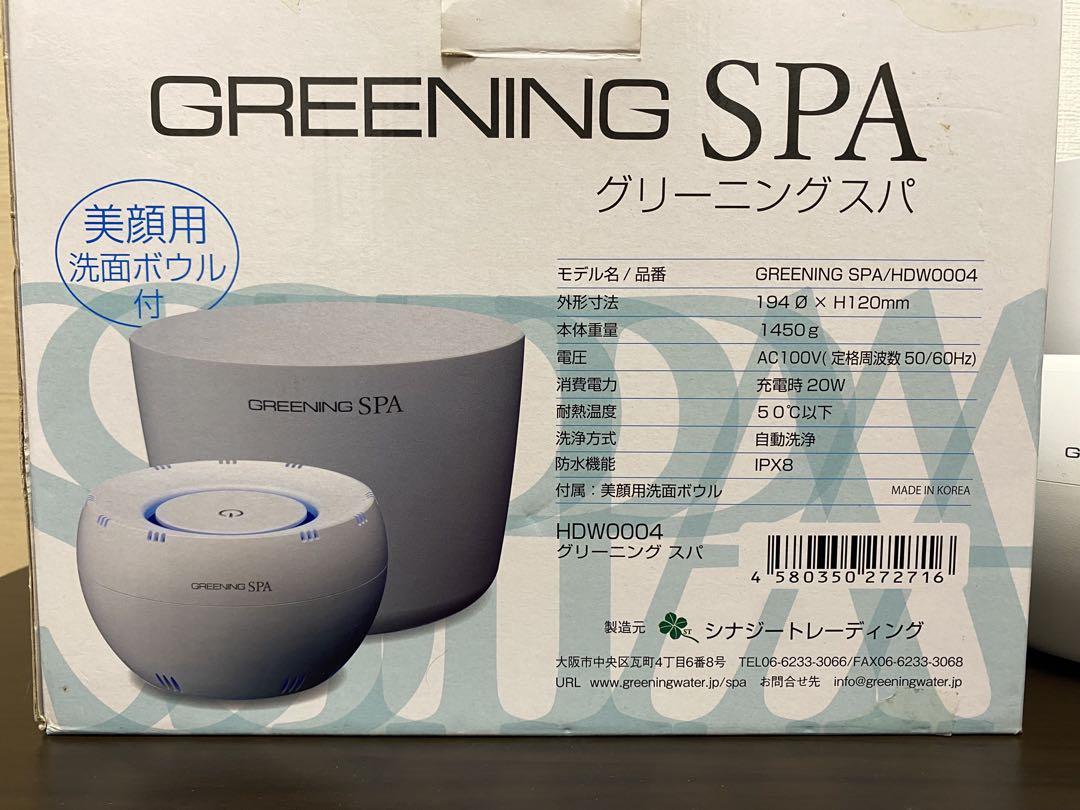 GREENING SPA
グリーニングスパ
美顔用
洗面ボウル
付
GREENING SPA
GREENING SPA
モデル名 / 品番 GREENING SPA/HDW0004
外形寸法 194 Ø × H120mm
本体重量 1450g
電圧 AC100V( 定格周波数 50/60Hz)
消費電力 充電時 20W
耐熱温度 50℃以下
洗浄方式 自動洗浄
防水機能 IPX8
付属：美顔用洗面ボウル MADE IN KOREA
HDW0004
グリーニング スパ
4 580350 272716
製造元 ST シナジートレーディング
大阪市中央区瓦町4丁目6番8号 TEL06-6233-3066/FAX06-6233-3068
URL www.greeningwater.jp/spa お問合せ先 info@greeningwater.jp
G